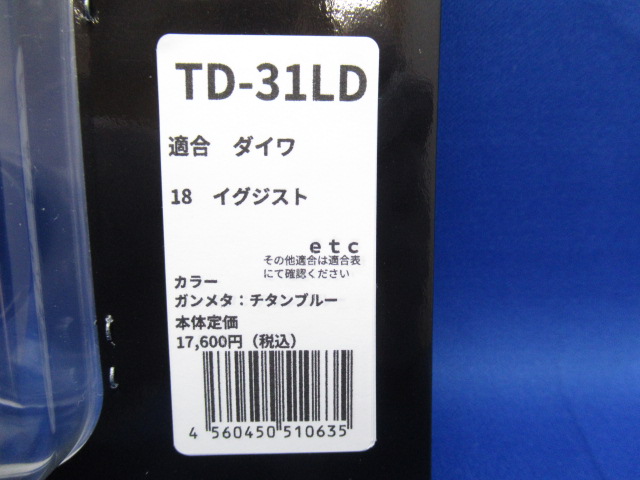 TD-31LD
適合　ダイワ
18　イグジスト
ｅｔｃ
その他適合は適合表
にて確認ください
カラー
ガンメタ：チタンブルー
本体定価
17,600円（税込）
4 560450 510635